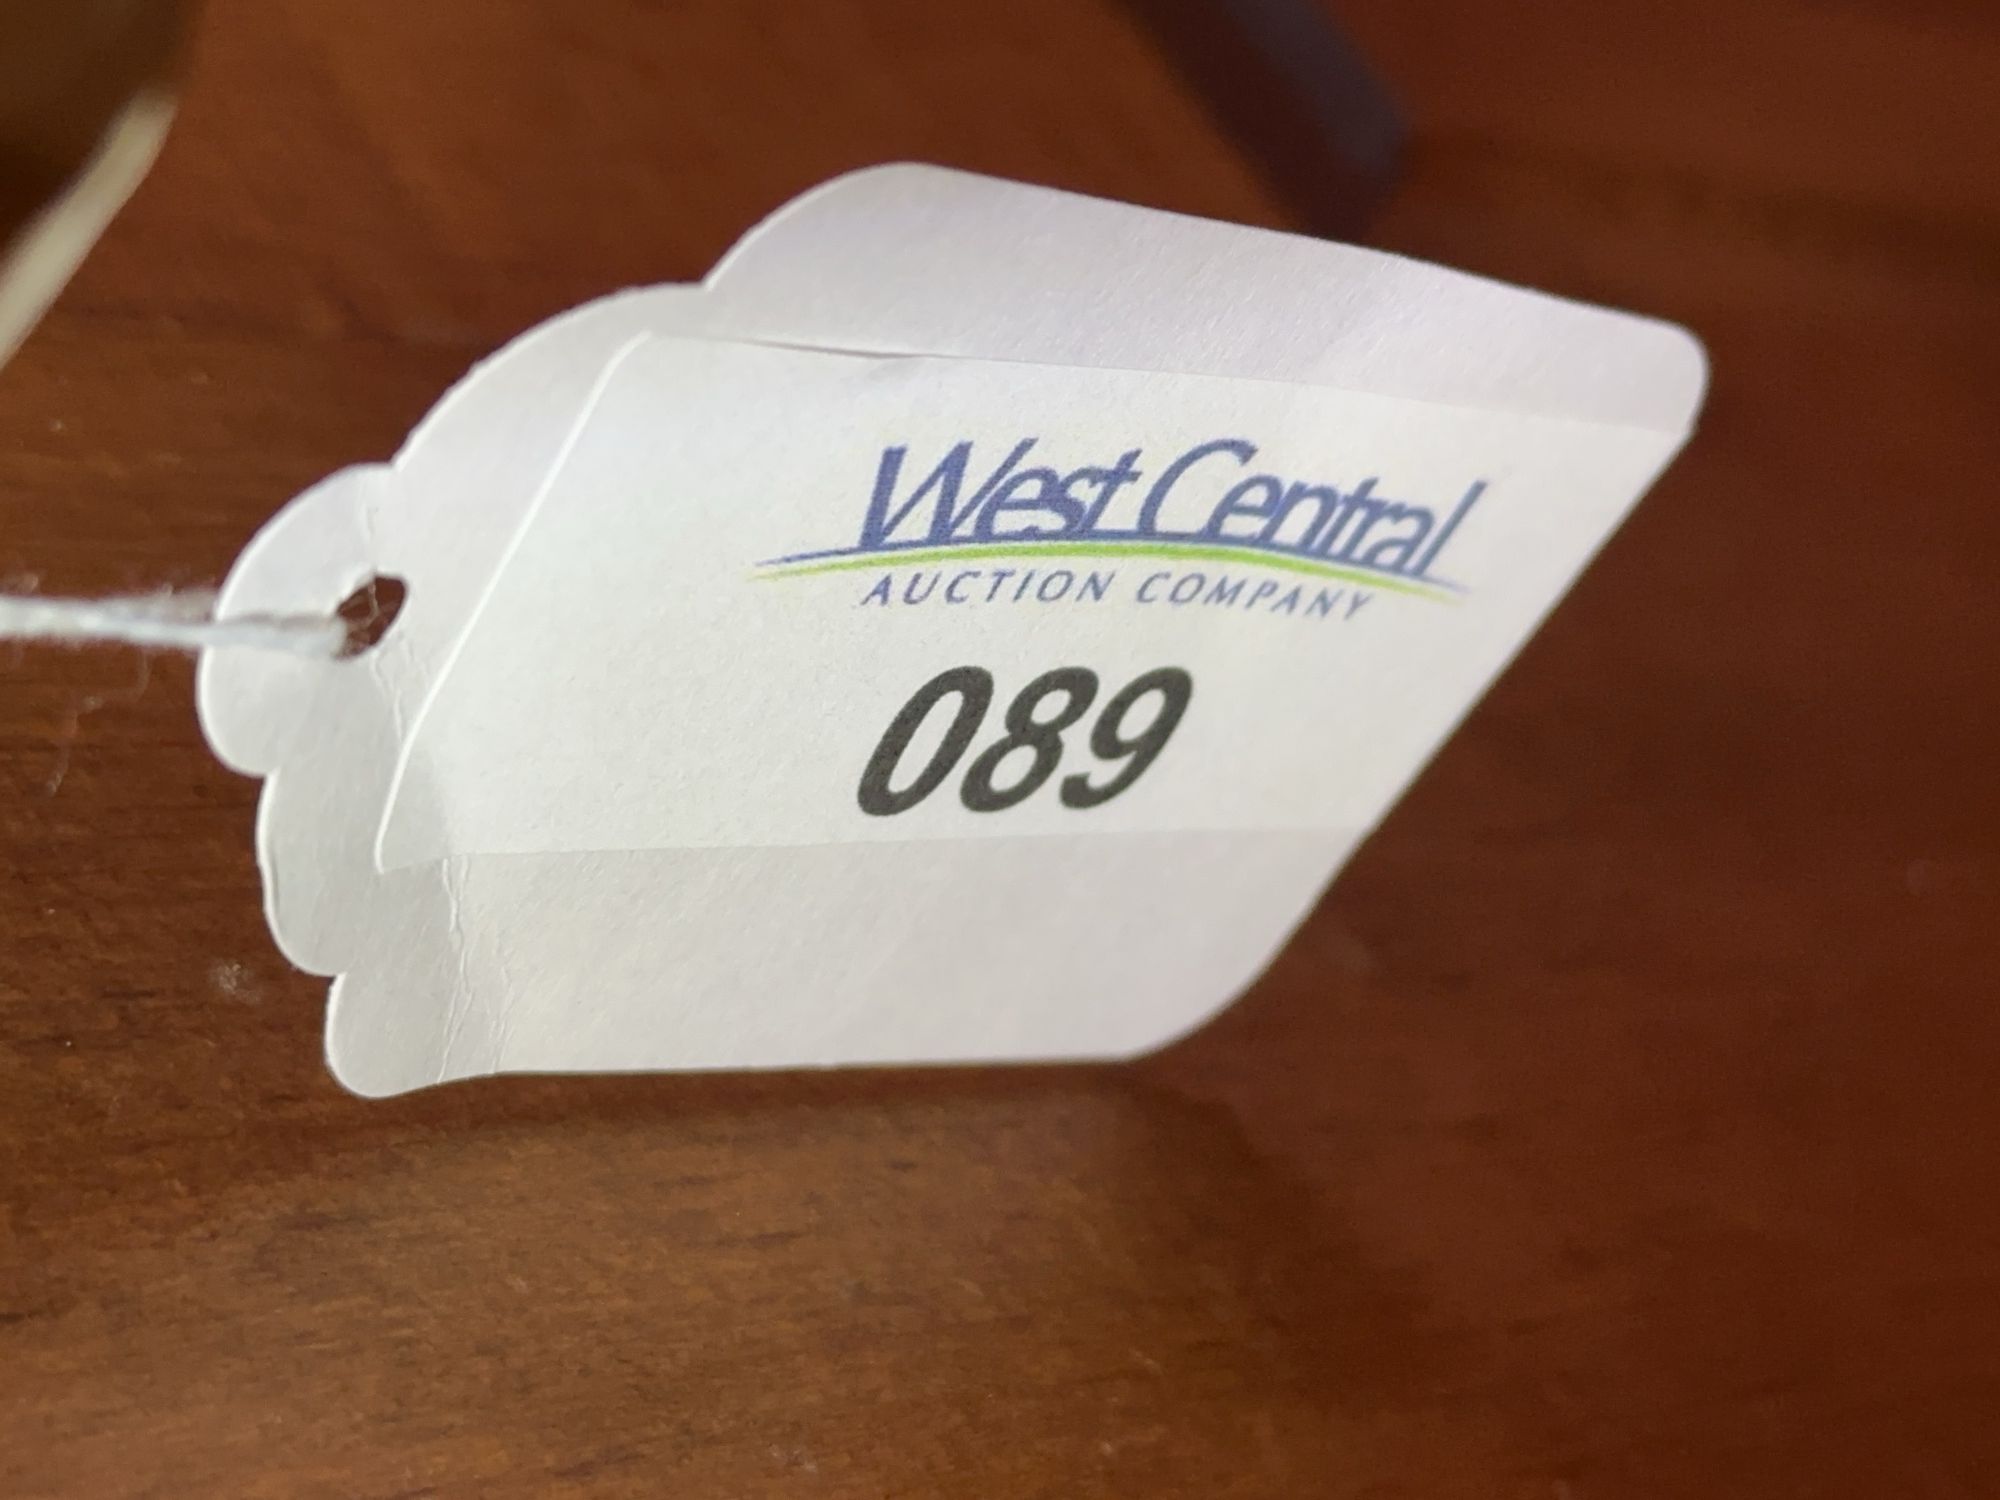 West Central
AUCTION COMPANY
089